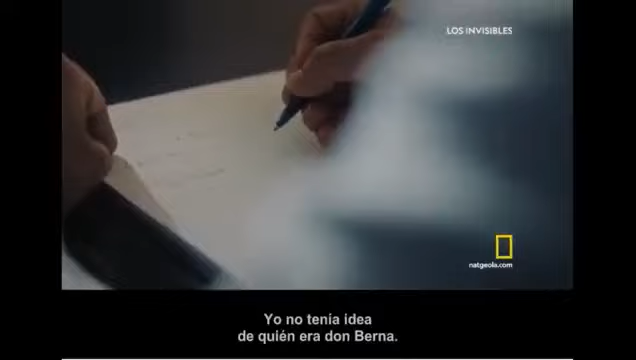 LOS INVISIBLES
natgeola.com
Yo no tenía idea
de quién era don Berna.